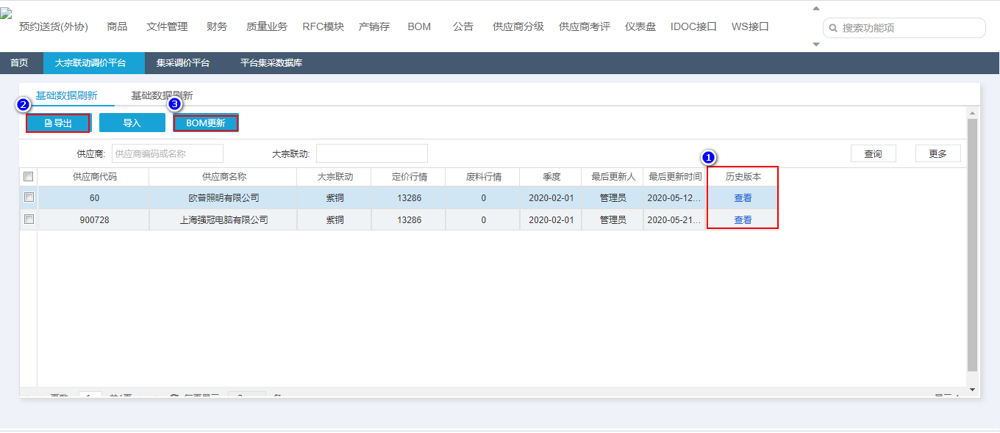 预约送货(外协) 商品 文件管理 财务 质量业务 RFC模块 产销存 BOM 公告 供应商分级 供应商考评 仪表盘 IDOC接口 WS接口 搜索功能项
首页 大宗联动调价平台 集采调价平台 平台集采数据库
基础数据刷新 基础数据刷新
2 3
导出 导入 BOM更新
供应商: 供应商编码或名称 大宗联动: 查询 更多
1
供应商代码 供应商名称 大宗联动 定价行情 废料行情 季度 最后更新人 最后更新时间 历史版本
60 欧普照明有限公司 紫铜 13286 0 2020-02-01 管理员 2020-05-12... 查看
900728 上海强冠电脑有限公司 紫铜 13286 0 2020-02-01 管理员 2020-05-21... 查看